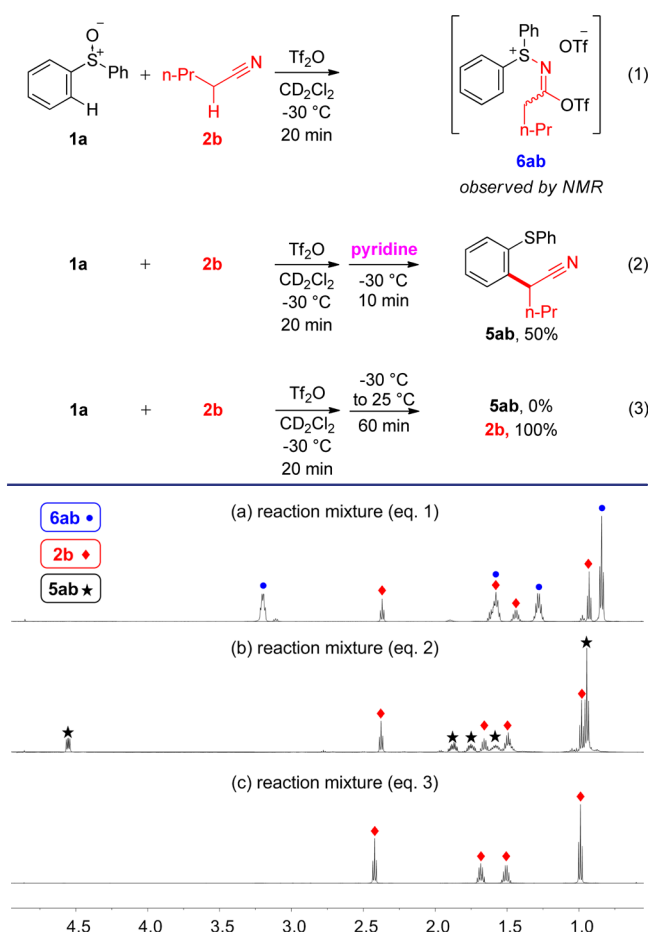 O⁻
S⁺
Ph
H
1a
+
n-Pr
N
H
2b
Tf₂O
CD₂Cl₂
-30 °C
20 min
Ph
S⁺
N
OTf⁻
OTf
n-Pr
6ab
observed by NMR
(1)
1a + 2b
Tf₂O
CD₂Cl₂
-30 °C
20 min
pyridine
-30 °C
10 min
SPh
N
n-Pr
5ab, 50%
(2)
1a + 2b
Tf₂O
CD₂Cl₂
-30 °C
20 min
-30 °C
to 25 °C
60 min
5ab, 0%
2b, 100%
(3)
6ab
2b
5ab
(a) reaction mixture (eq. 1)
(b) reaction mixture (eq. 2)
(c) reaction mixture (eq. 3)
4.5 4.0 3.5 3.0 2.5 2.0 1.5 1.0